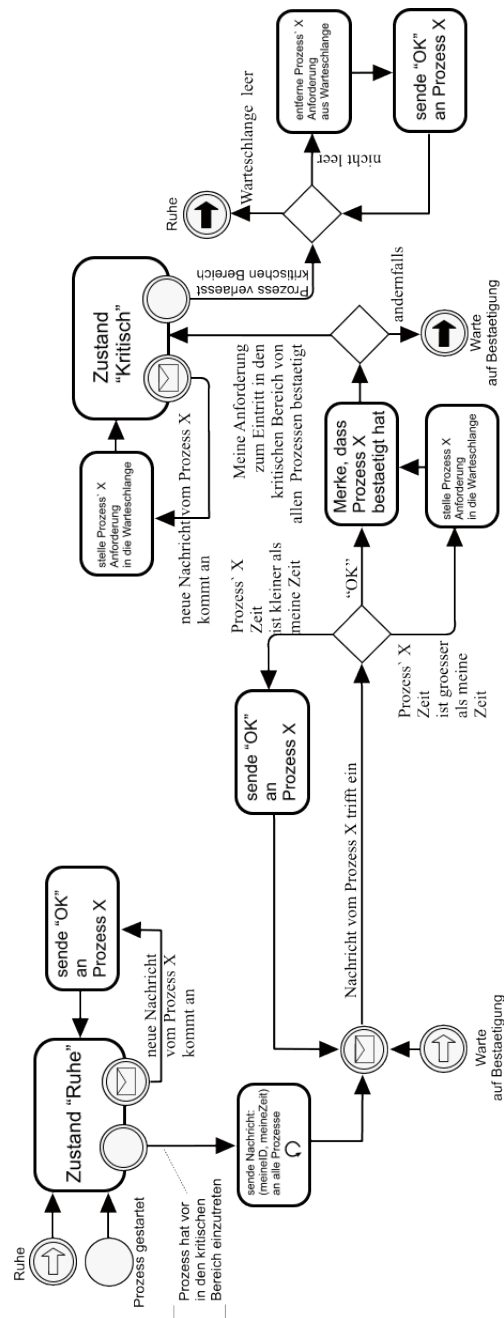 Ruhe
Prozess gestartet
Zustand “Ruhe”
sende “OK”
an
Prozess X
neue Nachricht
vom Prozess X
kommt an
Prozess hat vor
in den kritischen
Bereich einzutreten
sende Nachricht:
(meineID, meineZeit)
an alle Prozesse
Warte
auf Bestaetigung
Nachricht vom Prozess X trifft ein
sende “OK”
an
Prozess X
Prozess` X
Zeit
ist kleiner als
meine Zeit
“OK”
Prozess` X
Zeit
ist groesser
als meine
Zeit
Merke, dass
Prozess X
bestaetigt hat
stelle Prozess` X
Anforderung
in die Warteschlange
Meine Anforderung
zum Eintritt in den
kritischen Bereich von
allen Prozessen bestaetigt
andernfalls
Warte
auf Bestaetigung
stelle Prozess` X
Anforderung
in die Warteschlange
neue Nachricht vom Prozess X
kommt an
Zustand
“Kritisch”
Prozess verlaesst
kritischen Bereich
Ruhe
Warteschlange leer
nicht leer
entferne Prozess` X
Anforderung
aus Warteschlange
sende “OK”
an Prozess X